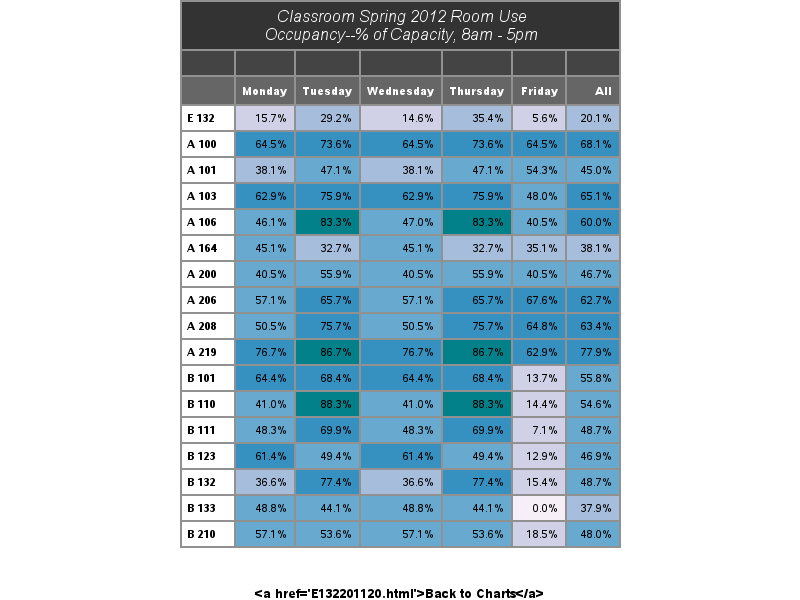 Classroom Spring 2012 Room Use
Occupancy--% of Capacity, 8am - 5pm
Monday Tuesday Wednesday Thursday Friday All
E 132 15.7% 29.2% 14.6% 35.4% 5.6% 20.1%
A 100 64.5% 73.6% 64.5% 73.6% 64.5% 68.1%
A 101 38.1% 47.1% 38.1% 47.1% 54.3% 45.0%
A 103 62.9% 75.9% 62.9% 75.9% 48.0% 65.1%
A 106 46.1% 83.3% 47.0% 83.3% 40.5% 60.0%
A 164 45.1% 32.7% 45.1% 32.7% 35.1% 38.1%
A 200 40.5% 55.9% 40.5% 55.9% 40.5% 46.7%
A 206 57.1% 65.7% 57.1% 65.7% 67.6% 62.7%
A 208 50.5% 75.7% 50.5% 75.7% 64.8% 63.4%
A 219 76.7% 86.7% 76.7% 86.7% 62.9% 77.9%
B 101 64.4% 68.4% 64.4% 68.4% 13.7% 55.8%
B 110 41.0% 88.3% 41.0% 88.3% 14.4% 54.6%
B 111 48.3% 69.9% 48.3% 69.9% 7.1% 48.7%
B 123 61.4% 49.4% 61.4% 49.4% 12.9% 46.9%
B 132 36.6% 77.4% 36.6% 77.4% 15.4% 48.7%
B 133 48.8% 44.1% 48.8% 44.1% 0.0% 37.9%
B 210 57.1% 53.6% 57.1% 53.6% 18.5% 48.0%
<a href='E132201120.html'>Back to Charts</a>